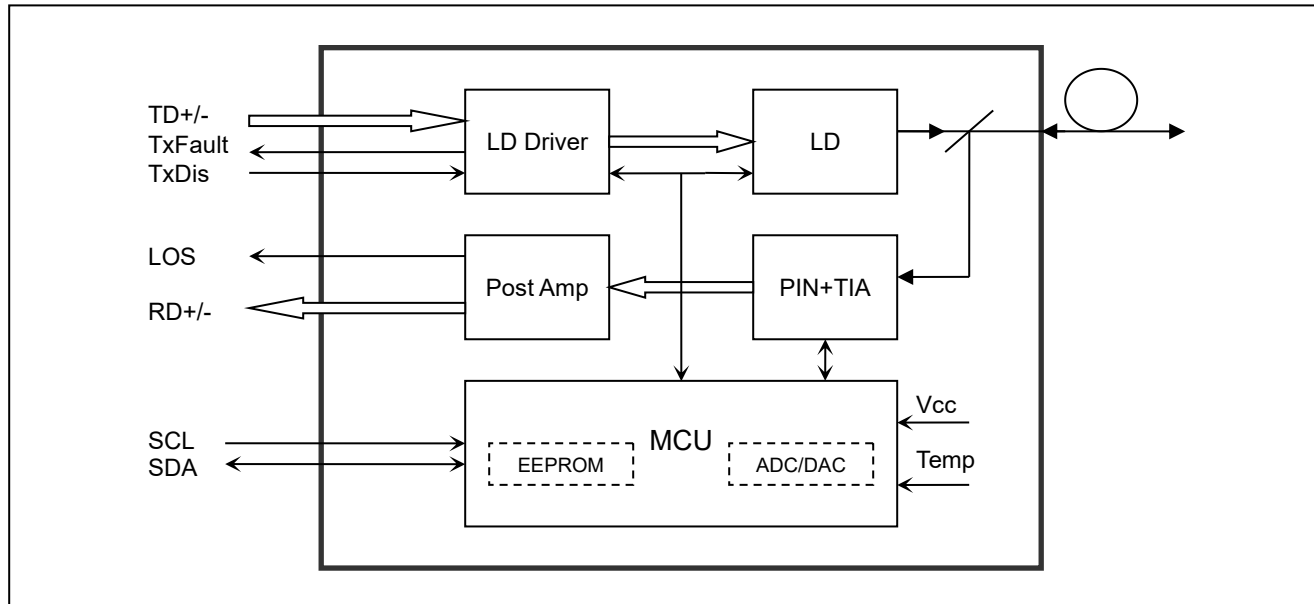 TD+/-
TxFault
TxDis
LD Driver
LD
LOS
RD+/-
Post Amp
PIN+TIA
SCL
SDA
MCU
EEPROM
ADC/DAC
Vcc
Temp